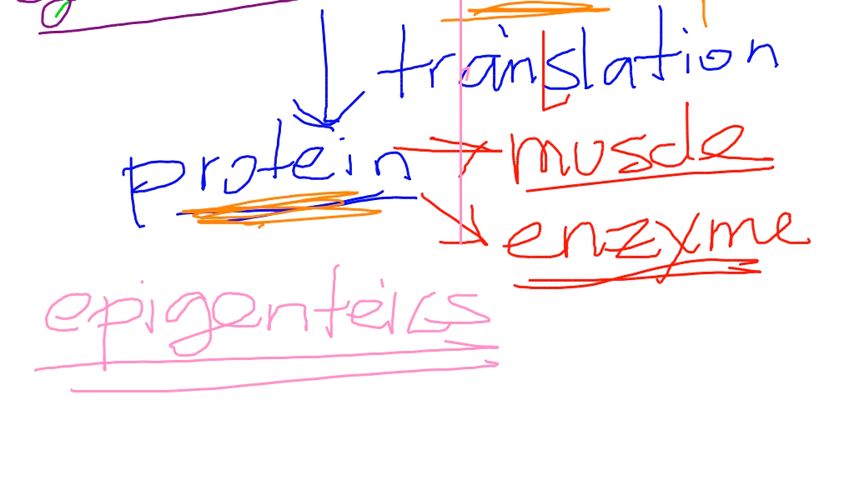 translation
protein muscle
enzyme
epigenteics